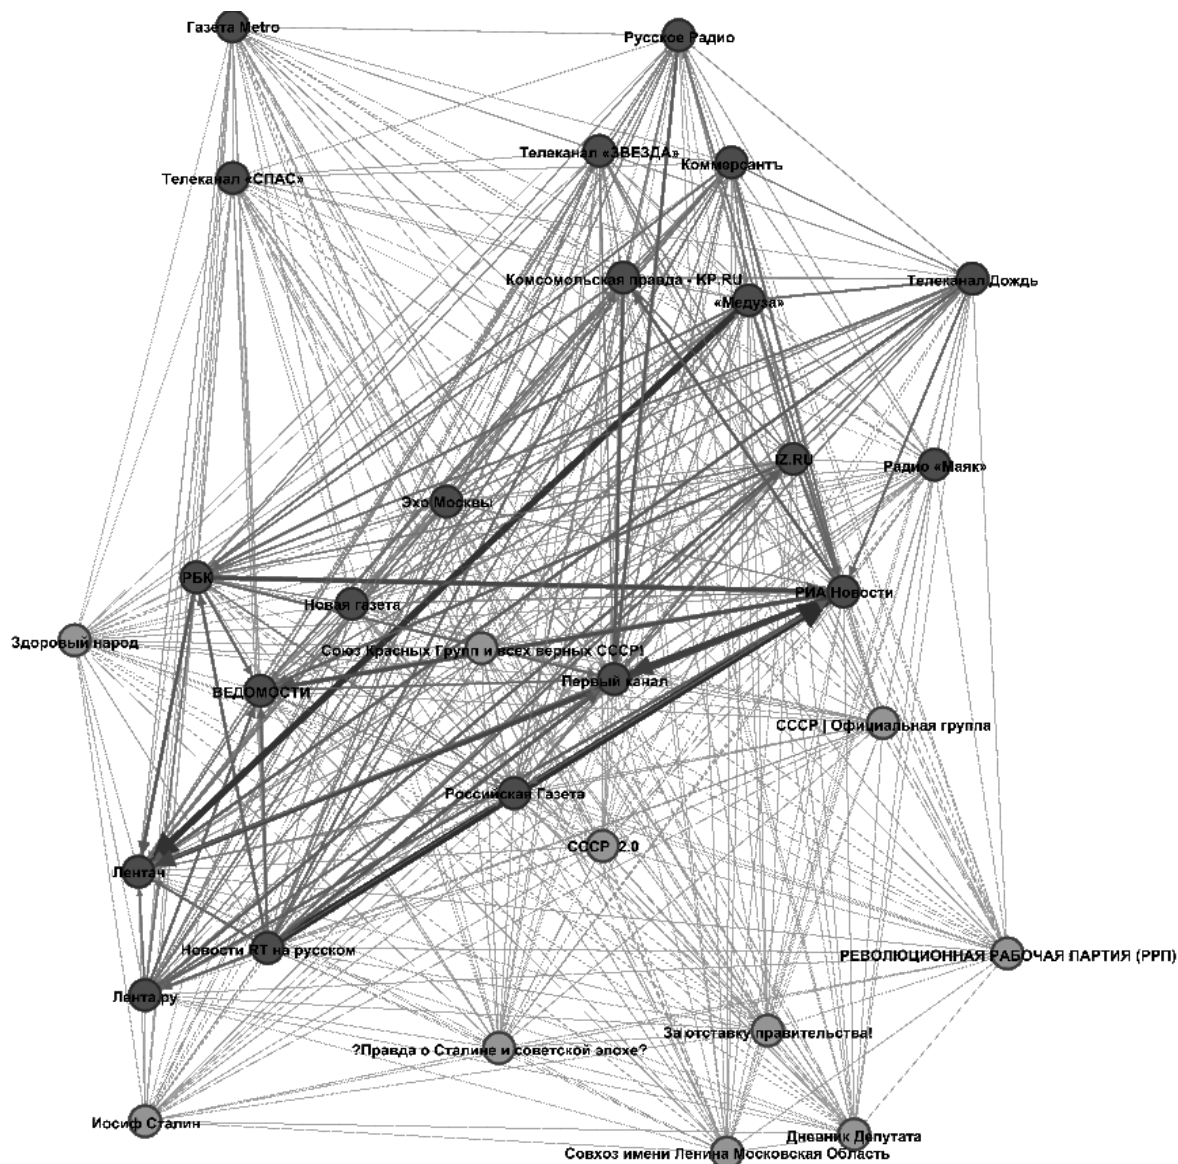 Газета Metro
Русское Радио
Телеканал «ЗВЕЗДА»
Коммерсантъ
Телеканал «СПАС»
Комсомольская правда - KP.RU
Телеканал Дождь
«Медуза»
IZ.RU
Радио «Маяк»
Эхо Москвы
РБК
РИА Новости
Новая газета
Здоровый народ
Союз Красных Групп и всех верных СССР!
Первый канал
ВЕДОМОСТИ
СССР | Официальная группа
Российская Газета
СССР 2.0
Лентач
Новости RT на русском
РЕВОЛЮЦИОННАЯ РАБОЧАЯ ПАРТИЯ (РРП)
Лента.ру
За отставку правительства!
?Правда о Сталине и советской эпохе?
Иосиф Сталин
Дневник Депутата
Совхоз имени Ленина Московская Область